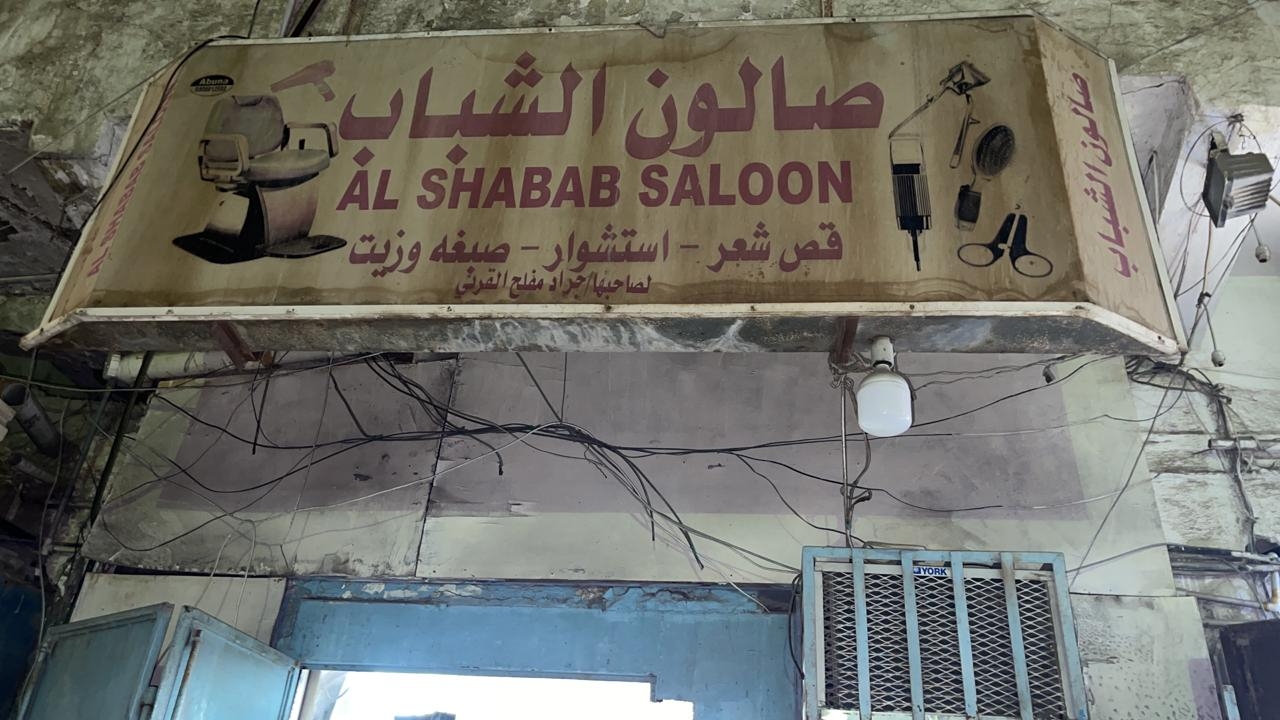 Abuna
صالون الشباب
AL SHABAB SALOON
قص شعر - استشوار - صبغه وزيت
لصاحبها/جراد مفلح القرني
صالون الشباب
YORK